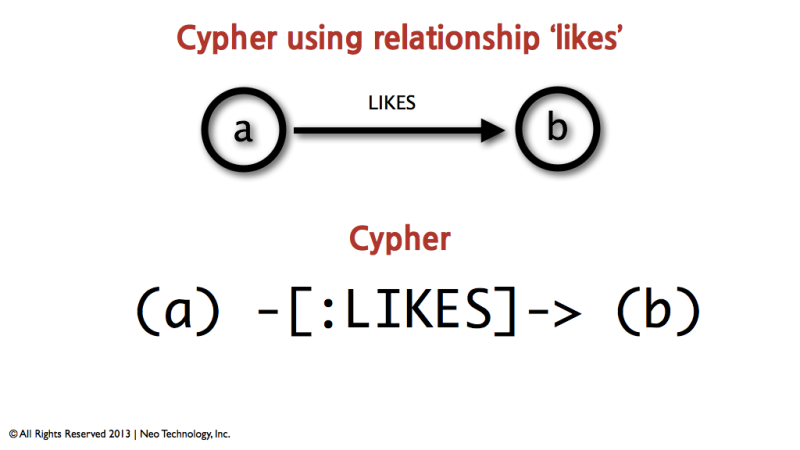 Cypher using relationship ‘likes’
LIKES
a
b
Cypher
(a) -[:LIKES]-> (b)
© All Rights Reserved 2013 | Neo Technology, Inc.